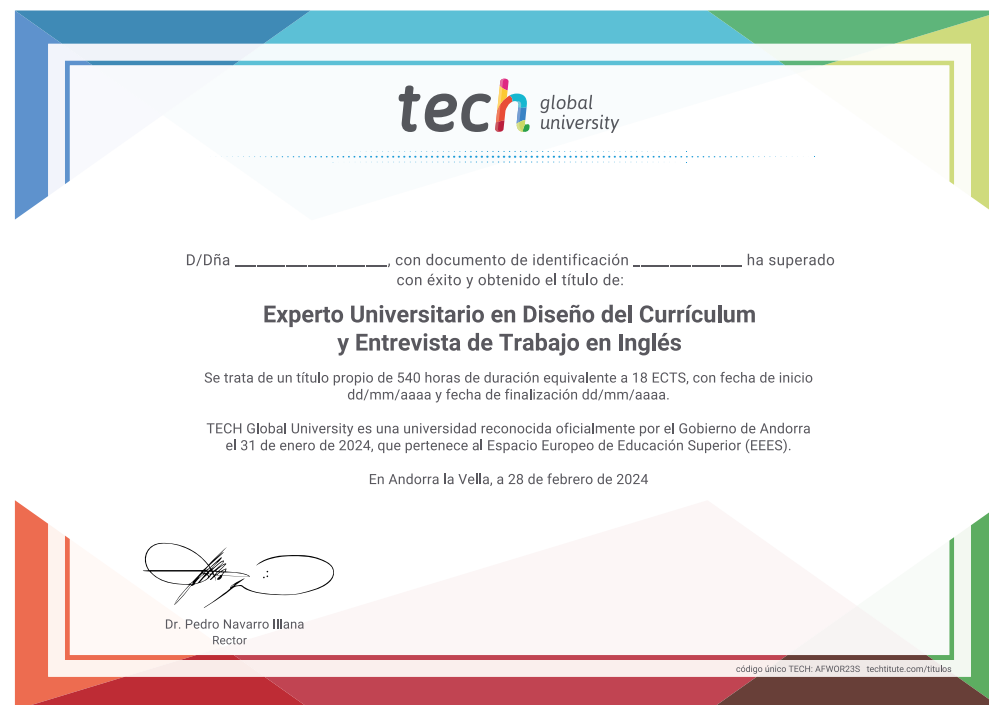 tech global university
D/Dña ____________________, con documento de identificación ______________ ha superado
con éxito y obtenido el título de:
Experto Universitario en Diseño del Currículum
y Entrevista de Trabajo en Inglés
Se trata de un título propio de 540 horas de duración equivalente a 18 ECTS, con fecha de inicio
dd/mm/aaaa y fecha de finalización dd/mm/aaaa.
TECH Global University es una universidad reconocida oficialmente por el Gobierno de Andorra
el 31 de enero de 2024, que pertenece al Espacio Europeo de Educación Superior (EEES).
En Andorra la Vella, a 28 de febrero de 2024
Dr. Pedro Navarro Illana
Rector
código único TECH: AFWOR23S techtitute.com/titulos